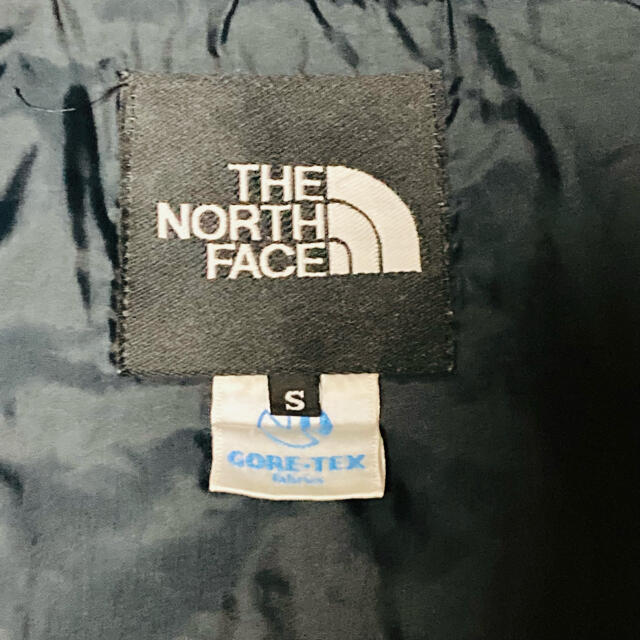 THE
NORTH
FACE
S
GORE-TEX
fabrics